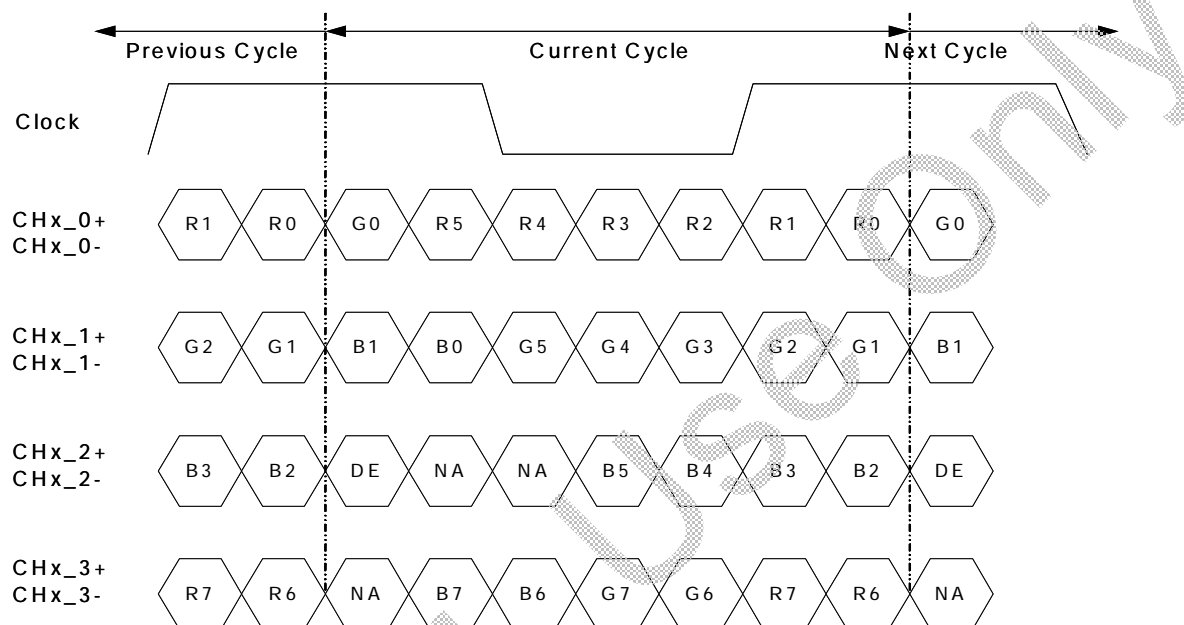 Previous Cycle Current Cycle Next Cycle
Clock
CHx_0+
CHx_0-
R1 R0 G0 R5 R4 R3 R2 R1 R0 G0
CHx_1+
CHx_1-
G2 G1 B1 B0 G5 G4 G3 G2 G1 B1
CHx_2+
CHx_2-
B3 B2 DE NA NA B5 B4 B3 B2 DE
CHx_3+
CHx_3-
R7 R6 NA B7 B6 G7 G6 R7 R6 NA
Use Only